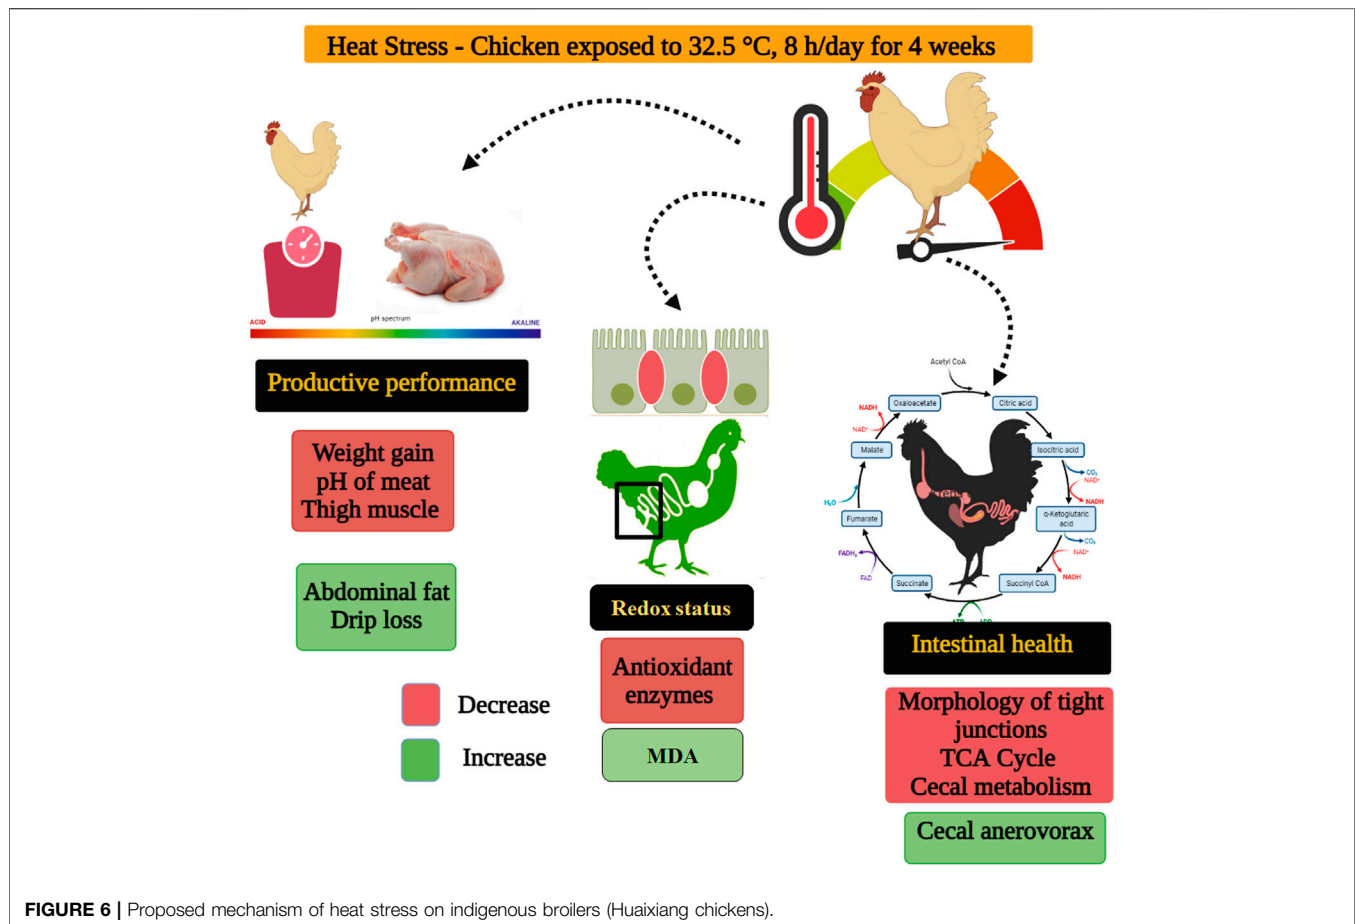 Heat Stress - Chicken exposed to 32.5 °C, 8 h/day for 4 weeks
ACID
pH spectrum
AKALINE
Productive performance
Weight gain
pH of meat
Thigh muscle
Abdominal fat
Drip loss
Decrease
Increase
Redox status
Antioxidant
enzymes
MDA
Acetyl CoA
Oxaloacetate
Citric acid
NADH
NAD⁺
Malate
Isocitric acid
CO₂
NAD⁺
NADH
H₂O
Fumarate
α-Ketoglutaric
acid
CO₂
NAD⁺
NADH
FADH₂
FAD
Succinate
Succinyl CoA
Intestinal health
Morphology of tight
junctions
TCA Cycle
Cecal metabolism
Cecal anerovorax
FIGURE 6 | Proposed mechanism of heat stress on indigenous broilers (Huaixiang chickens).